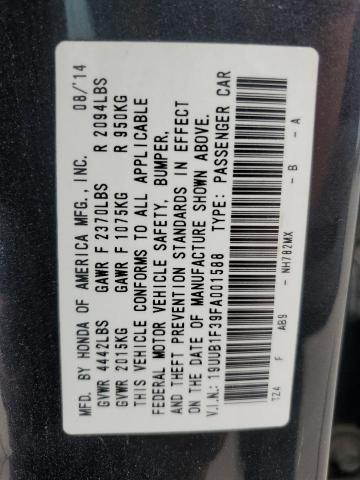 MFD. BY HONDA OF AMERICA MFG., INC. 08/'14
GVWR 4442LBS GAWR F 2370LBS R 2094LBS
GVWR 2015KG GAWR F 1075KG R 950KG
THIS VEHICLE CONFORMS TO ALL APPLICABLE
FEDERAL MOTOR VEHICLE SAFETY, BUMPER,
AND THEFT PREVENTION STANDARDS IN EFFECT
ON THE DATE OF MANUFACTURE SHOWN ABOVE.
V.I.N.: 19UUB1F39FA001588 TYPE: PASSENGER CAR
TZ4 F AB9 - NH782MX - B - A